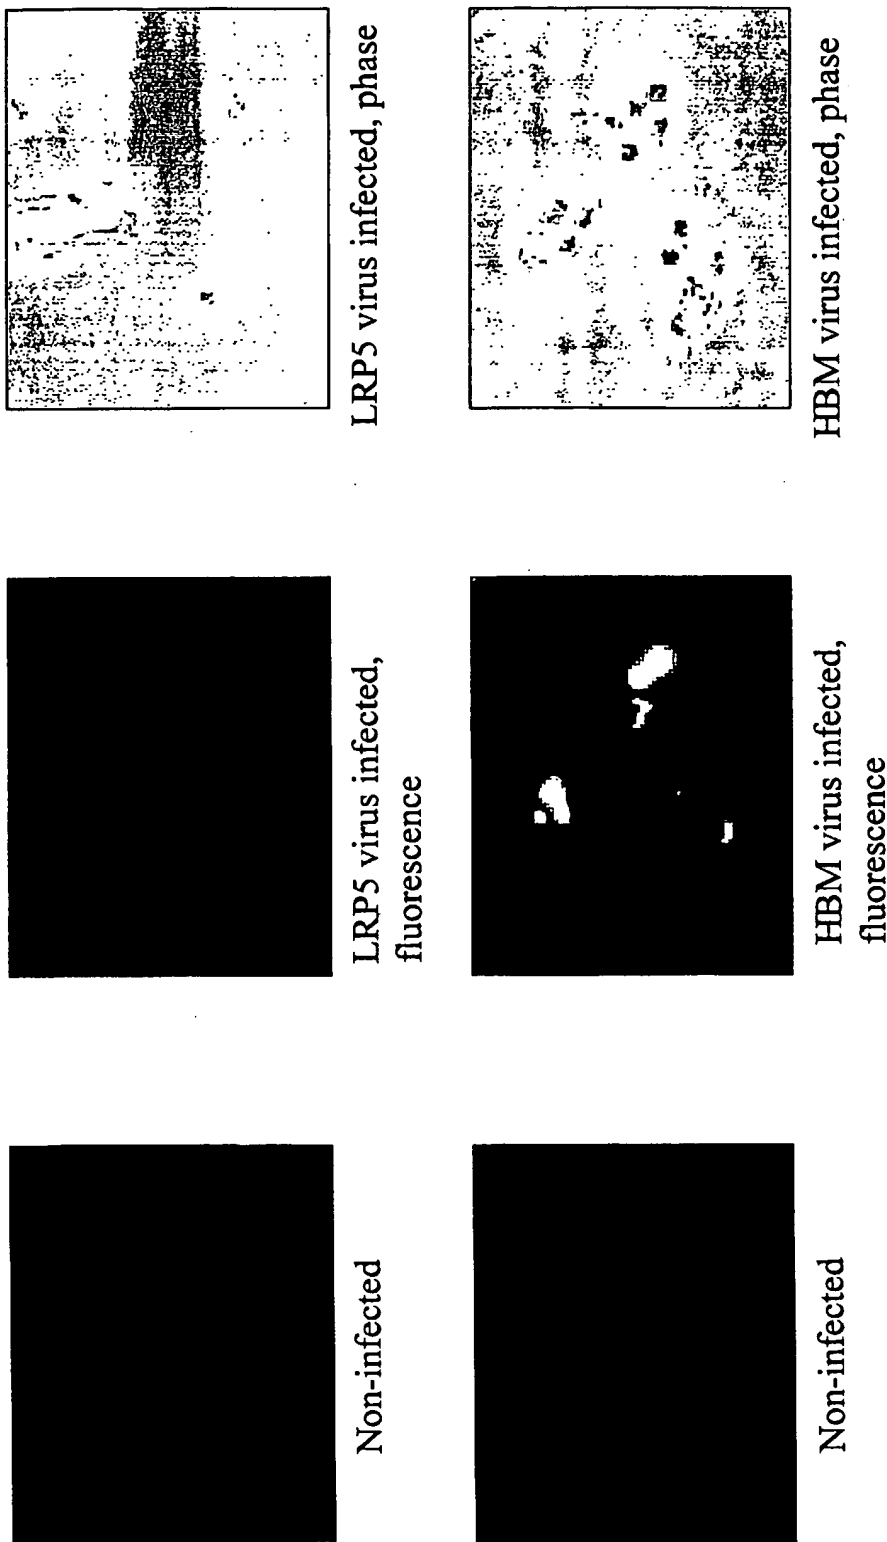 Non-infected
LRP5 virus infected,
fluorescence
LRP5 virus infected, phase
Non-infected
HBM virus infected,
fluorescence
HBM virus infected, phase